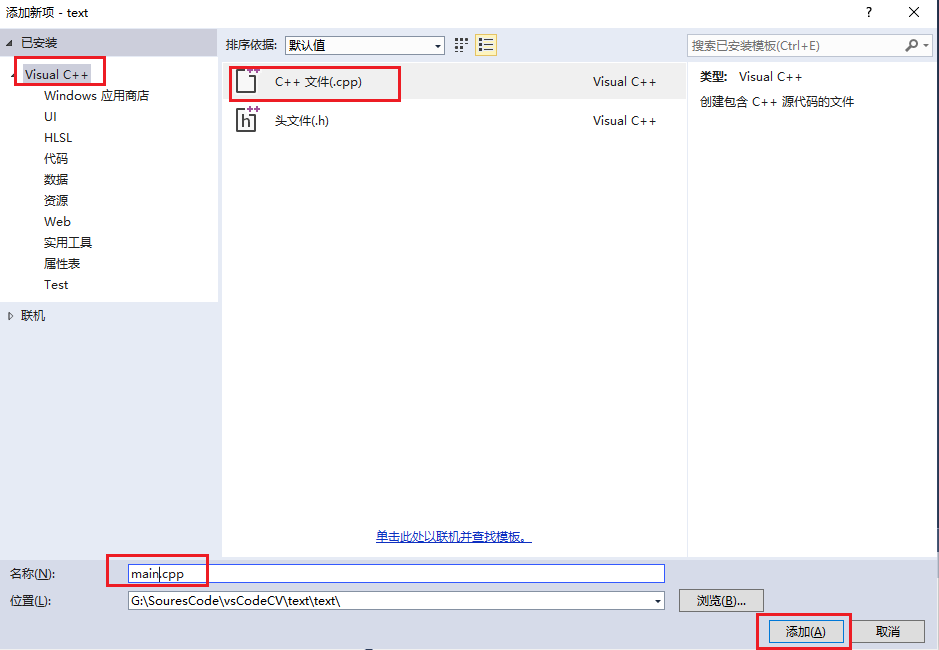 添加新项 - text
?
已安装
排序依据: 默认值
搜索已安装模板(Ctrl+E)
Visual C++
Windows 应用商店
UI
HLSL
代码
数据
资源
Web
实用工具
属性表
Test
联机
C++ 文件(.cpp) Visual C++
头文件(.h) Visual C++
类型: Visual C++
创建包含 C++ 源代码的文件
单击此处以联机并查找模板。
名称(N): main.cpp
位置(L): G:\SouresCode\vsCodeCV\text\text\
浏览(B)...
添加(A) 取消